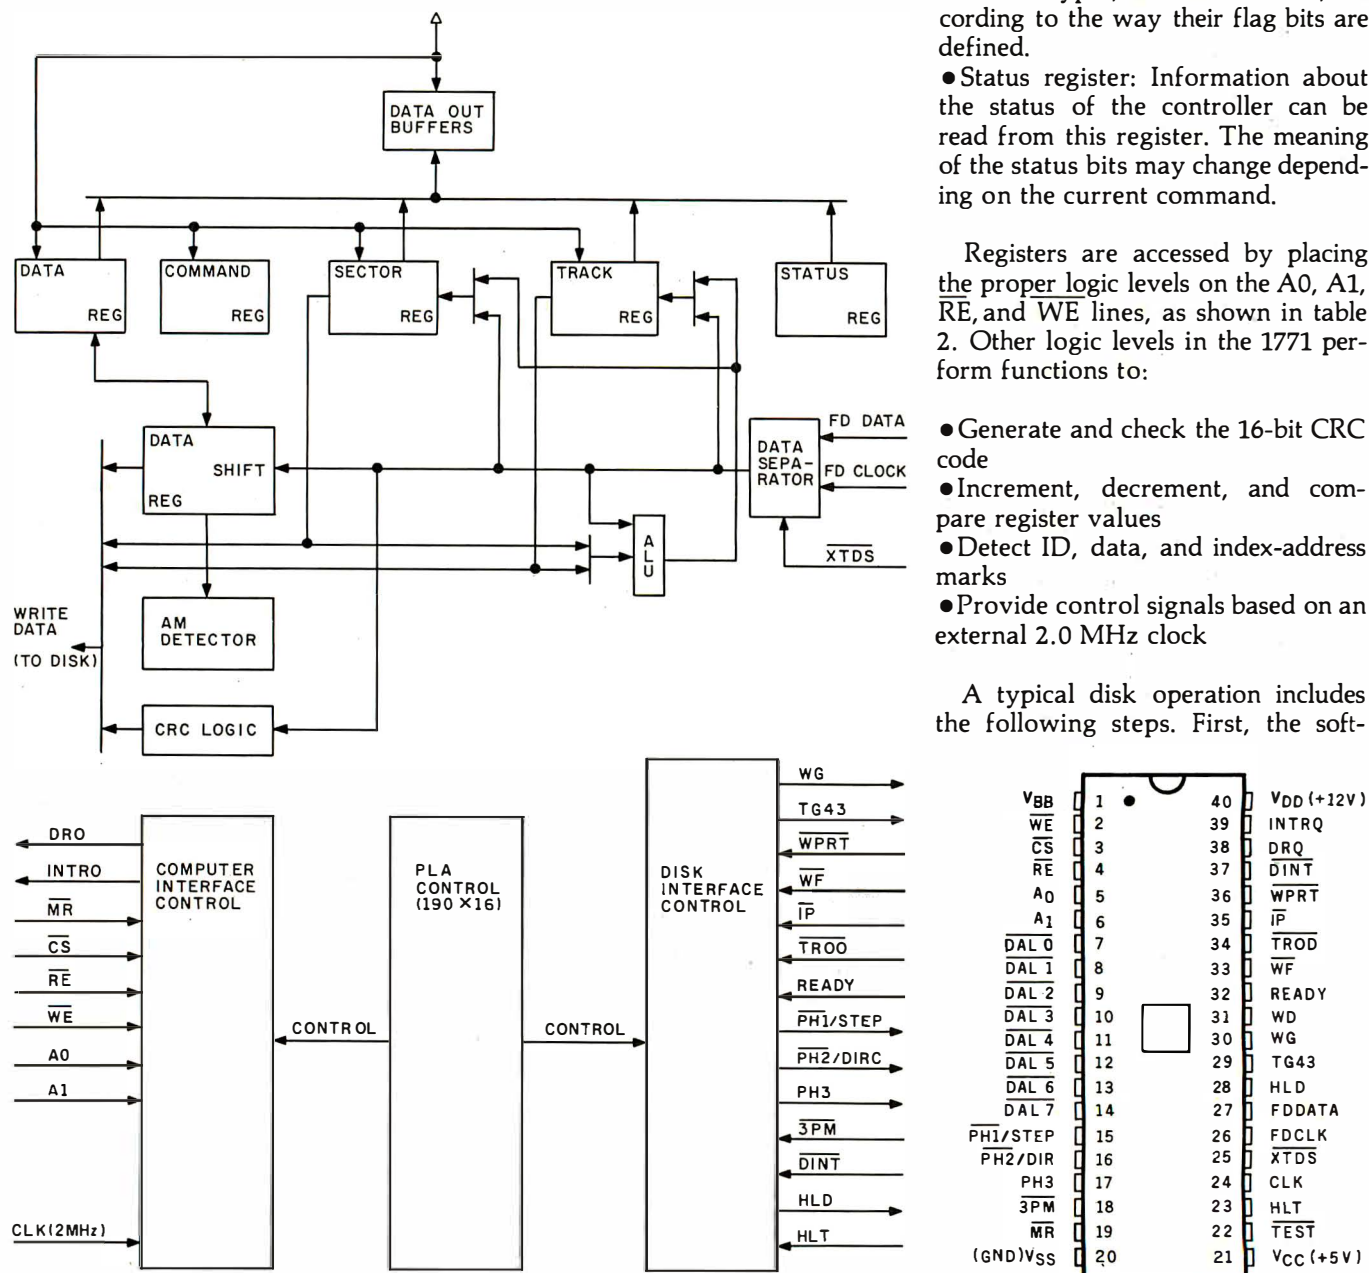 DATA OUT
BUFFERS
DATA
REG
COMMAND
REG
SECTOR
REG
TRACK
REG
STATUS
REG
DATA
SHIFT
REG
DATA
SEPA-
RATOR
FD DATA
FD CLOCK
XTDS
A
L
U
AM
DETECTOR
WRITE
DATA
(TO DISK)
CRC LOGIC
DRO
INTRO
MR
CS
RE
WE
A0
A1
CLK(2MHz)
COMPUTER
INTERFACE
CONTROL
CONTROL
PLA
CONTROL
(190 X16)
CONTROL
DISK
INTERFACE
CONTROL
WG
TG43
WPRT
WF
IP
TROO
READY
PH1/STEP
PH2/DIRC
PH3
3PM
DINT
HLD
HLT
cording to the way their flag bits are
defined.
● Status register: Information about
the status of the controller can be
read from this register. The meaning
of the status bits may change depend-
ing on the current command.
Registers are accessed by placing
the proper logic levels on the A0, A1,
RE, and WE lines, as shown in table
2. Other logic levels in the 1771 per-
form functions to:
● Generate and check the 16-bit CRC
code
● Increment, decrement, and com-
pare register values
● Detect ID, data, and index-address
marks
● Provide control signals based on an
external 2.0 MHz clock
A typical disk operation includes
the following steps. First, the soft-
VBB 1 40 VDD (+12V)
WE 2 39 INTRQ
CS 3 38 DRQ
RE 4 37 DINT
A0 5 36 WPRT
A1 6 35 IP
DAL 0 7 34 TROD
DAL 1 8 33 WF
DAL 2 9 32 READY
DAL 3 10 31 WD
DAL 4 11 30 WG
DAL 5 12 29 TG43
DAL 6 13 28 HLD
DAL 7 14 27 FDDATA
PH1/STEP 15 26 FDCLK
PH2/DIR 16 25 XTDS
PH3 17 24 CLK
3PM 18 23 HLT
MR 19 22 TEST
(GND)VSS 20 21 VCC (+5V)